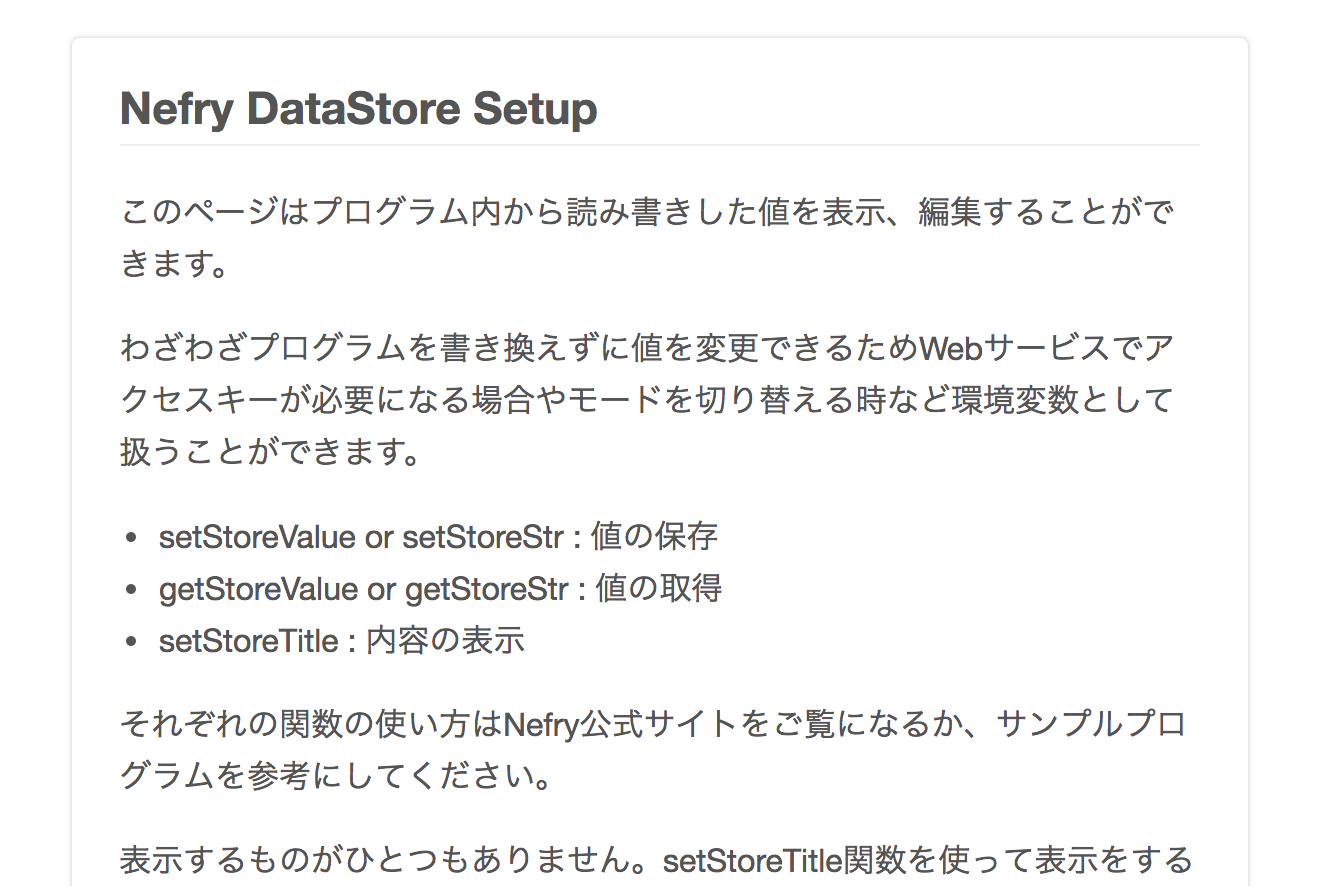 Nefry DataStore Setup
このページはプログラム内から読み書きした値を表示、編集することがで
きます。
わざわざプログラムを書き換えずに値を変更できるためWebサービスでア
クセスキーが必要になる場合やモードを切り替える時など環境変数として
扱うことができます。
• setStoreValue or setStoreStr : 値の保存
• getStoreValue or getStoreStr : 値の取得
• setStoreTitle : 内容の表示
それぞれの関数の使い方はNefry公式サイトをご覧になるか、サンプルプロ
グラムを参考にしてください。
表示するものがひとつもありません。setStoreTitle関数を使って表示をする